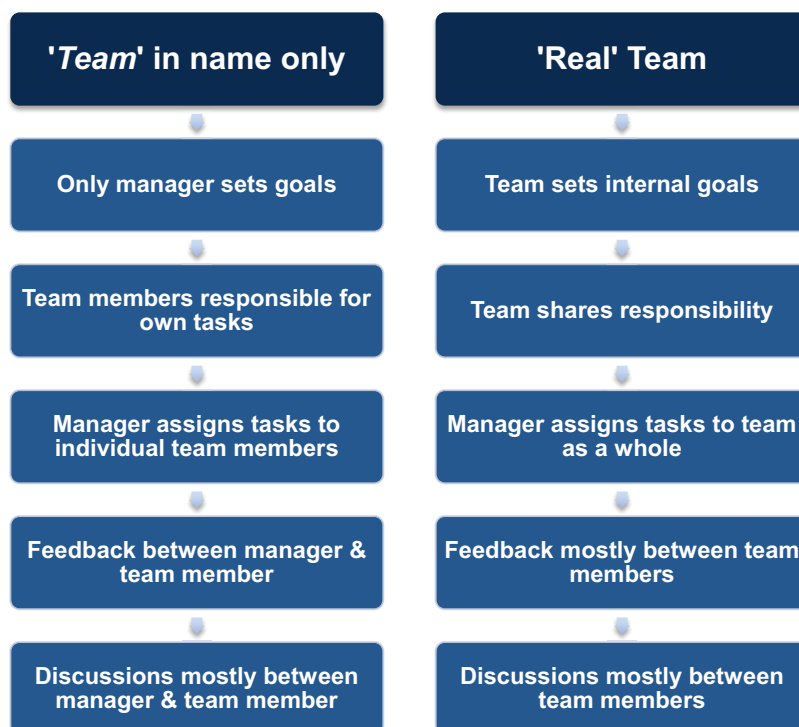 'Team' in name only
Only manager sets goals
Team members responsible for
own tasks
Manager assigns tasks to
individual team members
Feedback between manager &
team member
Discussions mostly between
manager & team member
'Real' Team
Team sets internal goals
Team shares responsibility
Manager assigns tasks to team
as a whole
Feedback mostly between team
members
Discussions mostly between
team members